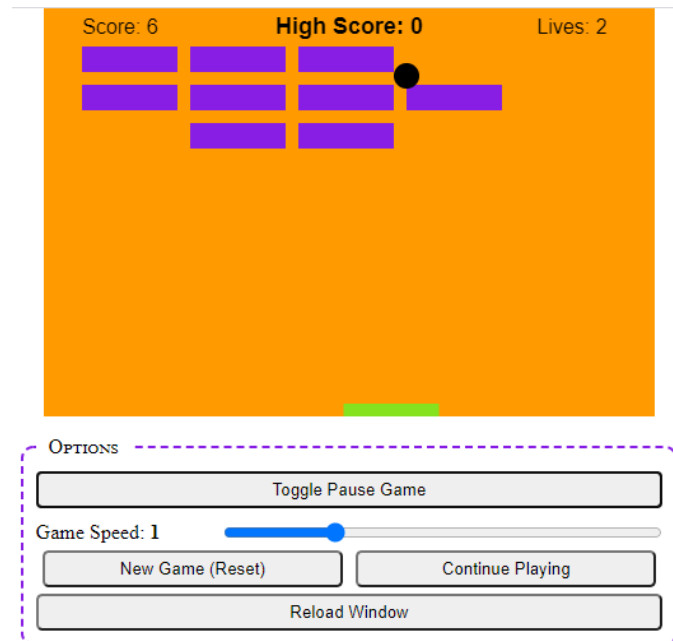 Score: 6 High Score: 0 Lives: 2
Options
Toggle Pause Game
Game Speed: 1
New Game (Reset) Continue Playing
Reload Window